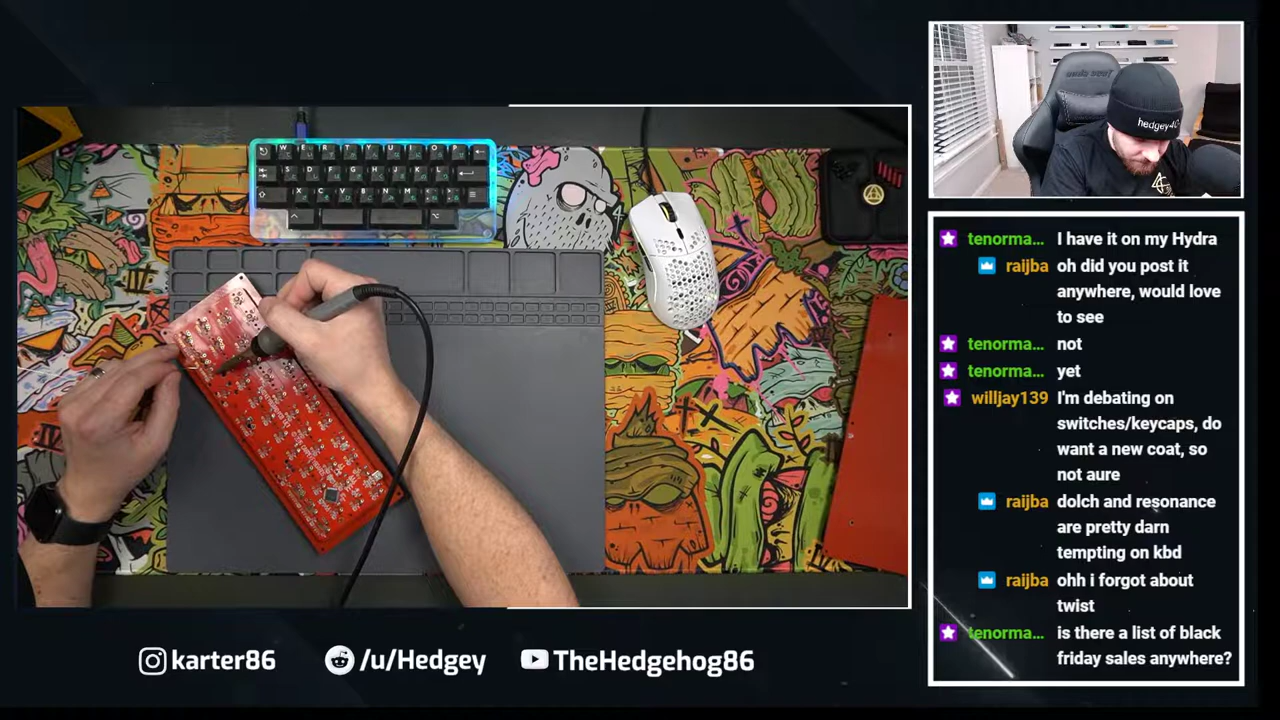 W E R T Y U I O P
S D F G H J K L
X C V B N M
hedgey
tenorma... I have it on my Hydra
raijba oh did you post it
anywhere, would love
to see
tenorma... not
tenorma... yet
willjay139 I'm debating on
switches/keycaps, do
want a new coat, so
not aure
raijba dolch and resonance
are pretty darn
tempting on kbd
raijba ohh i forgot about
twist
tenorma... is there a list of black
friday sales anywhere?
karter86 /u/Hedgey TheHedgehog86